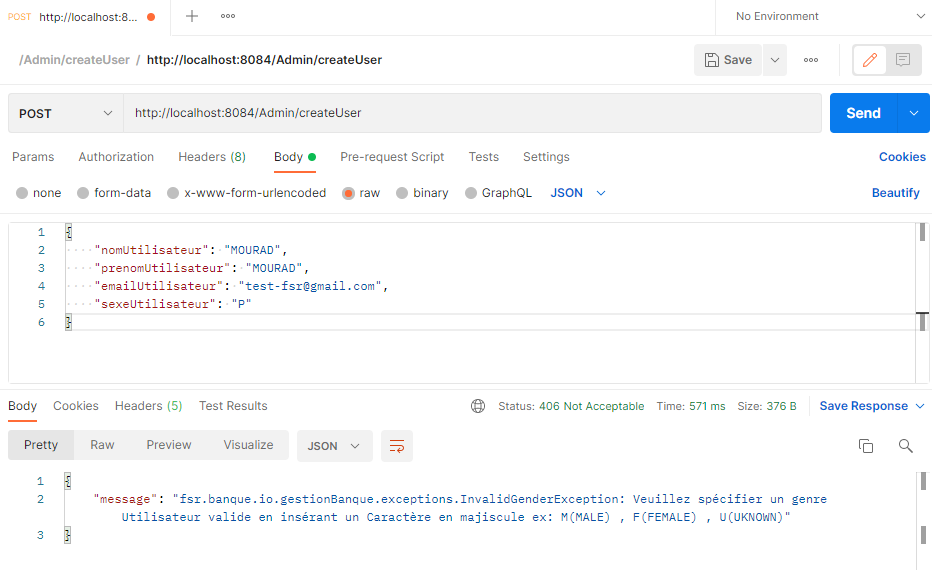 POST http://localhost:8... No Environment
/Admin/createUser / http://localhost:8084/Admin/createUser Save
POST http://localhost:8084/Admin/createUser Send
Params Authorization Headers (8) Body Pre-request Script Tests Settings Cookies
none form-data x-www-form-urlencoded raw binary GraphQL JSON Beautify
1 {
2 "nomUtilisateur": "MOURAD",
3 "prenomUtilisateur": "MOURAD",
4 "emailUtilisateur": "test-fsr@gmail.com",
5 "sexeUtilisateur": "P"
6 }
Body Cookies Headers (5) Test Results Status: 406 Not Acceptable Time: 571 ms Size: 376 B Save Response
Pretty Raw Preview Visualize JSON
1 {
2 "message": "fsr.banque.io.gestionBanque.exceptions.InvalidGenderException: Veuillez spécifier un genre
Utilisateur valide en insérant un Caractère en majiscule ex: M(MALE) , F(FEMALE) , U(UKNOWN)"
3 }